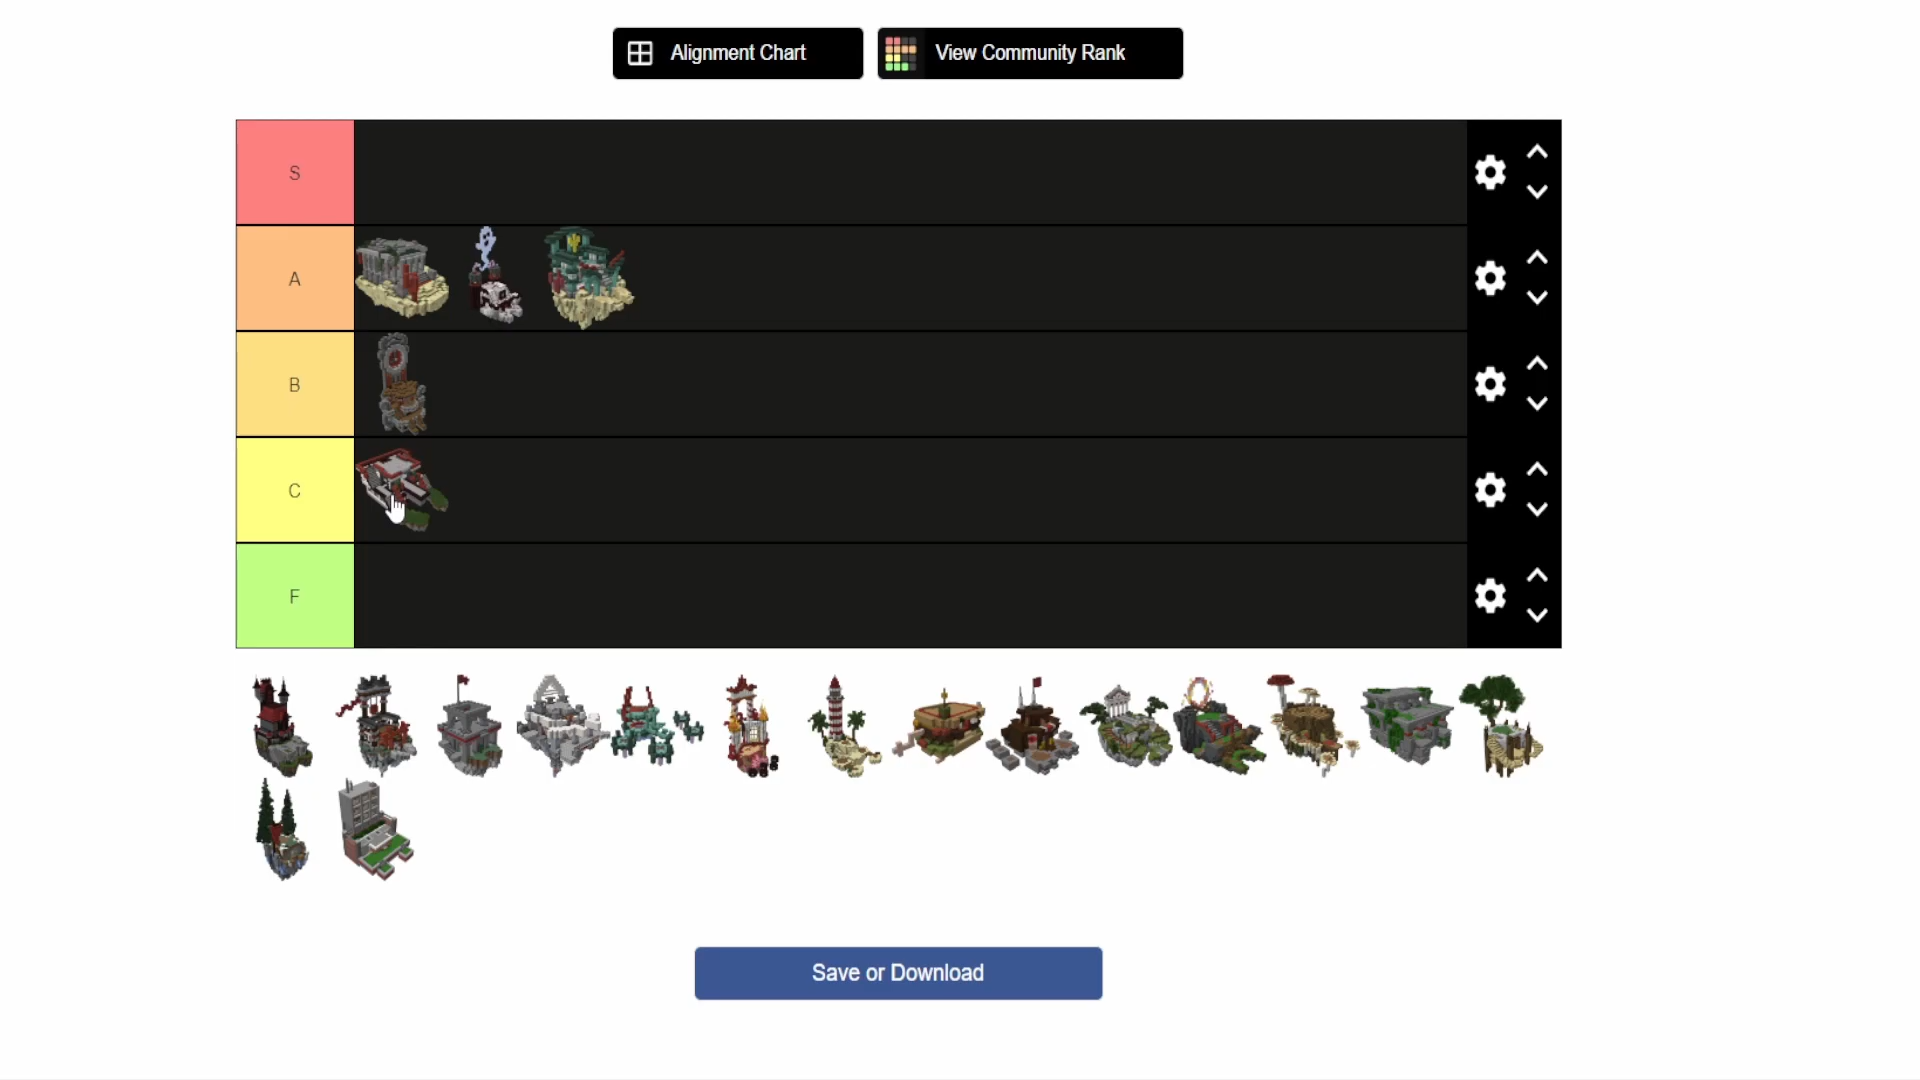 Alignment Chart
View Community Rank
S
A
B
C
F
Save or Download